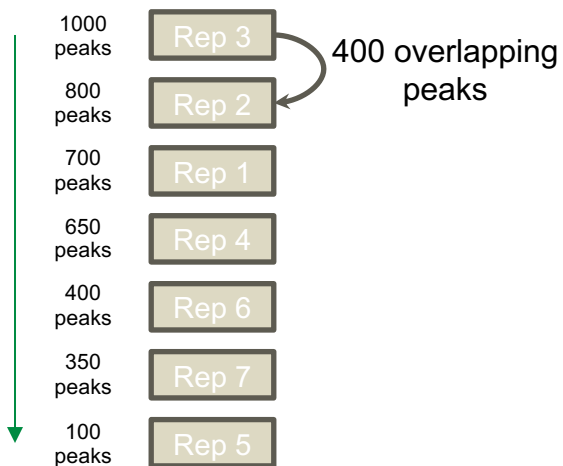 1000
peaks
Rep 3
400 overlapping
peaks
800
peaks
Rep 2
700
peaks
Rep 1
650
peaks
Rep 4
400
peaks
Rep 6
350
peaks
Rep 7
100
peaks
Rep 5